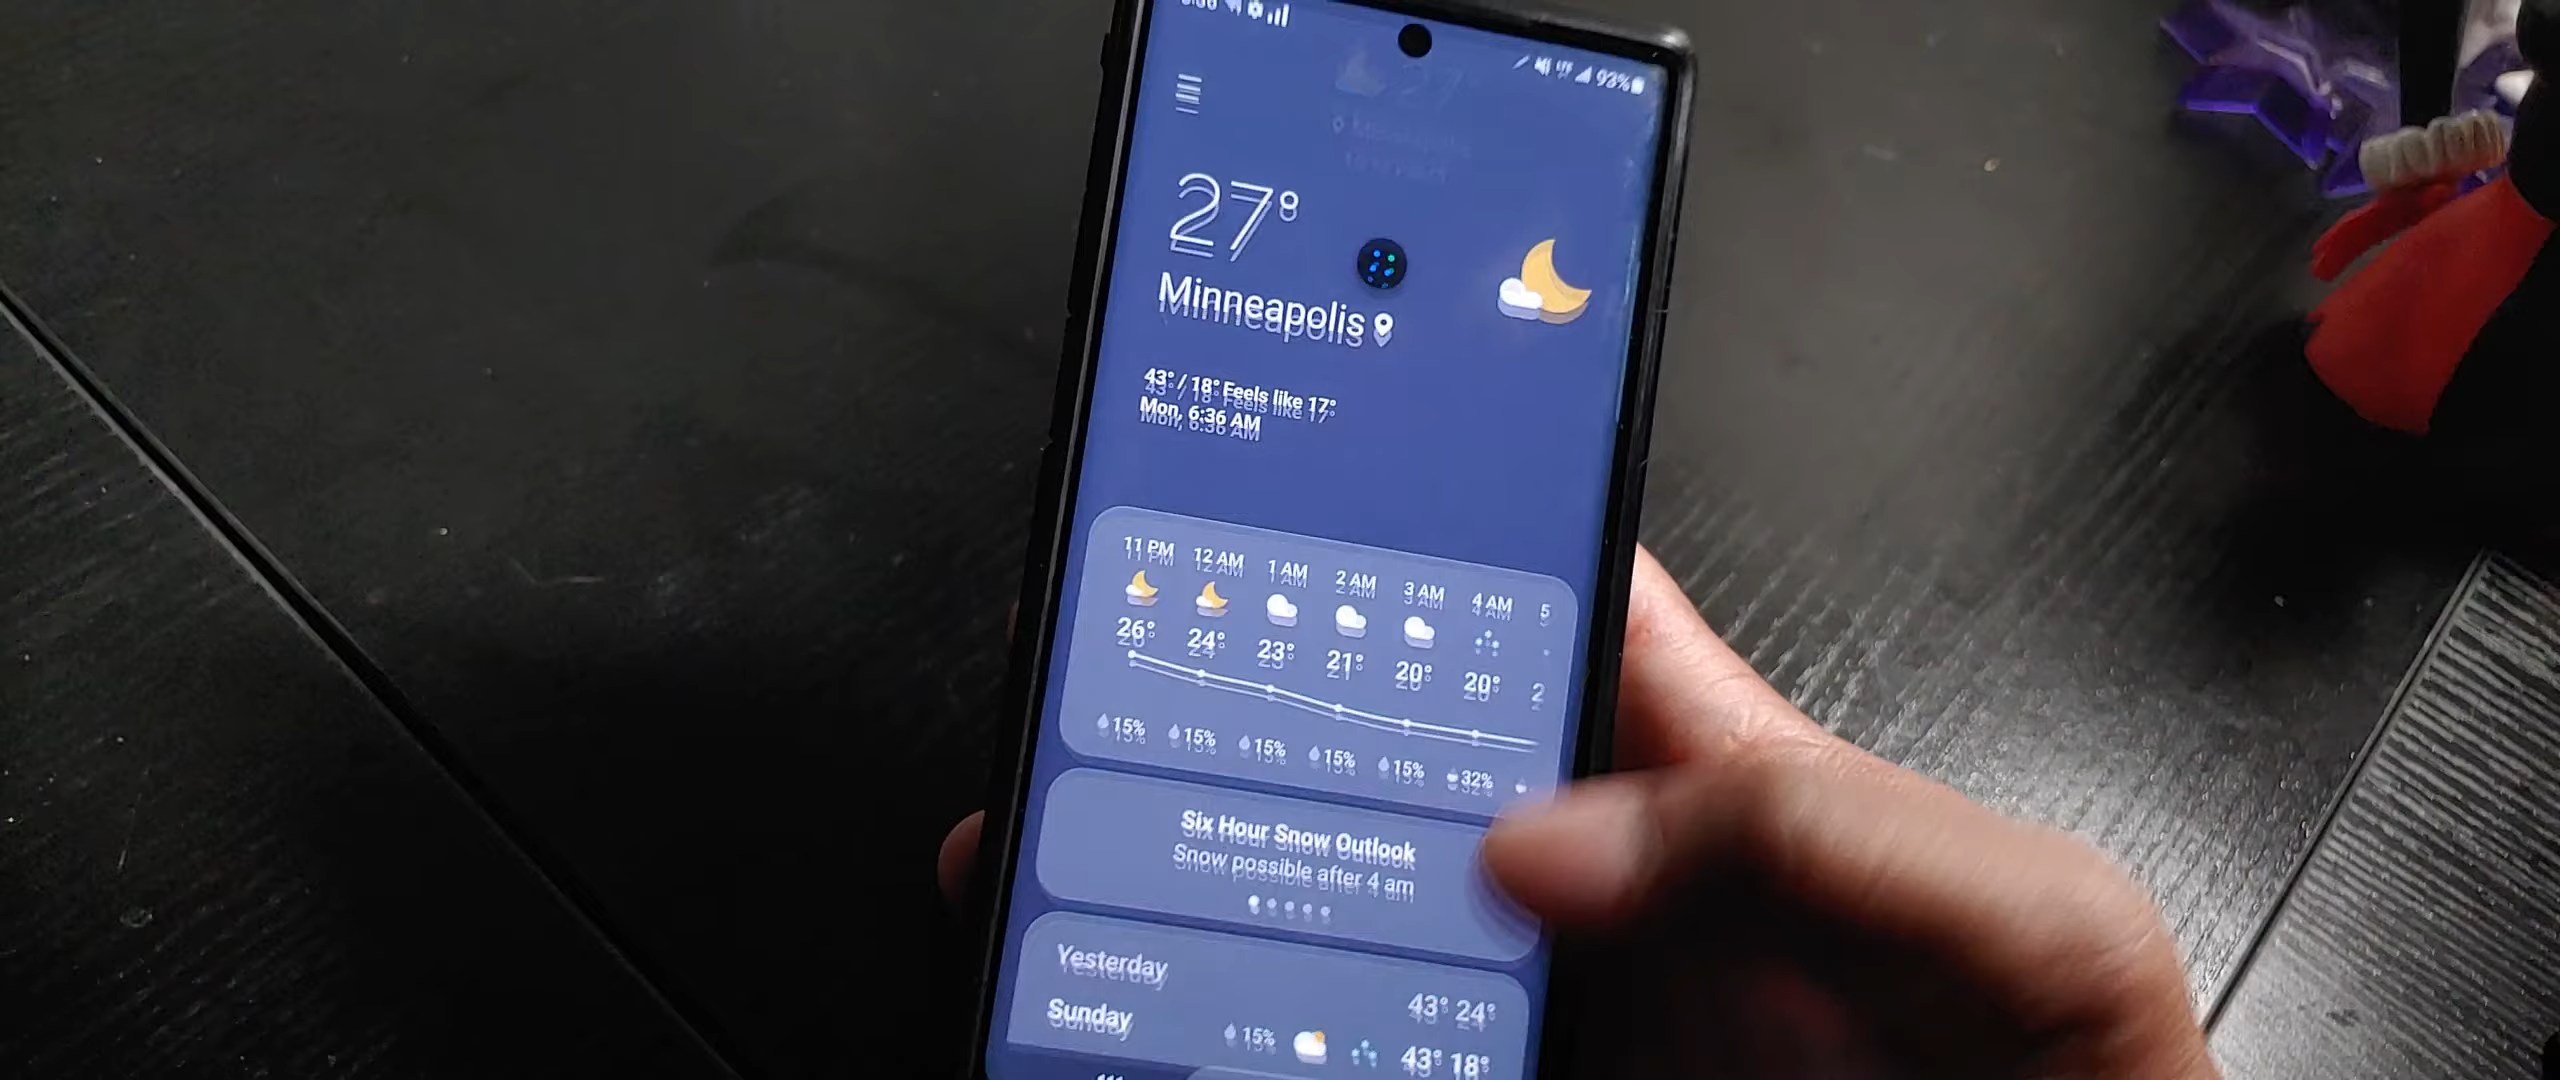 93%
27°
Minneapolis
43° / 18° Feels like 17°
Mon, 6:36 AM
11 PM 12 AM 1 AM 2 AM 3 AM 4 AM 5
26° 24° 23° 21° 20° 20° 2
15% 15% 15% 15% 15% 32%
Six Hour Snow Outlook
Snow possible after 4 am
Yesterday 43° 24°
Sunday 15% 43° 18°